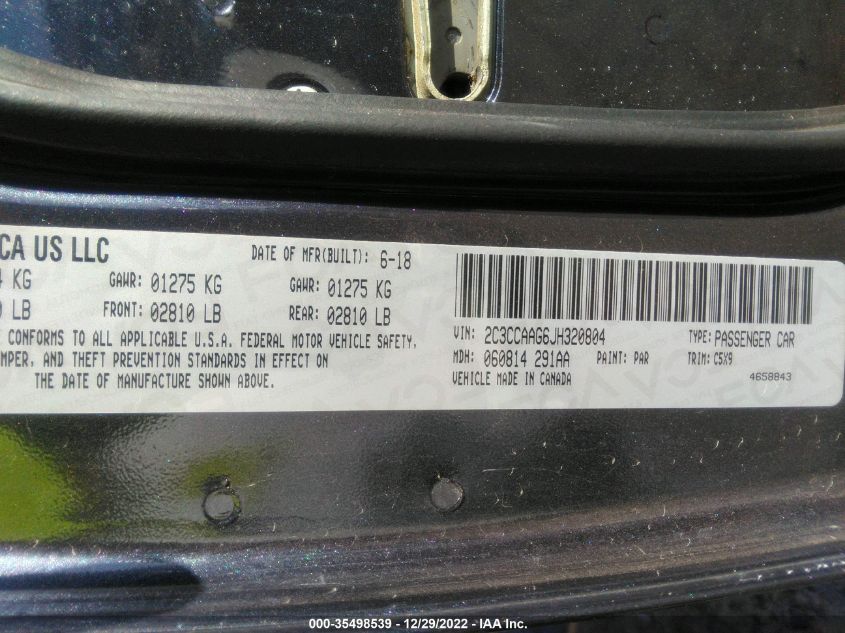 CA US LLC
DATE OF MFR(BUILT): 6-18
KG GAWR: 01275 KG GAWR: 01275 KG
LB FRONT: 02810 LB REAR: 02810 LB
CONFORMS TO ALL APPLICABLE U.S.A. FEDERAL MOTOR VEHICLE SAFETY,
MPER, AND THEFT PREVENTION STANDARDS IN EFFECT ON
THE DATE OF MANUFACTURE SHOWN ABOVE.
VIN: 2C3CCAAG6JH320804 TYPE: PASSENGER CAR
MDH: 060814 291AA PAINT: PAR TRIM: C5X9
VEHICLE MADE IN CANADA 4658843
000-35498539 - 12/29/2022 - IAA Inc.